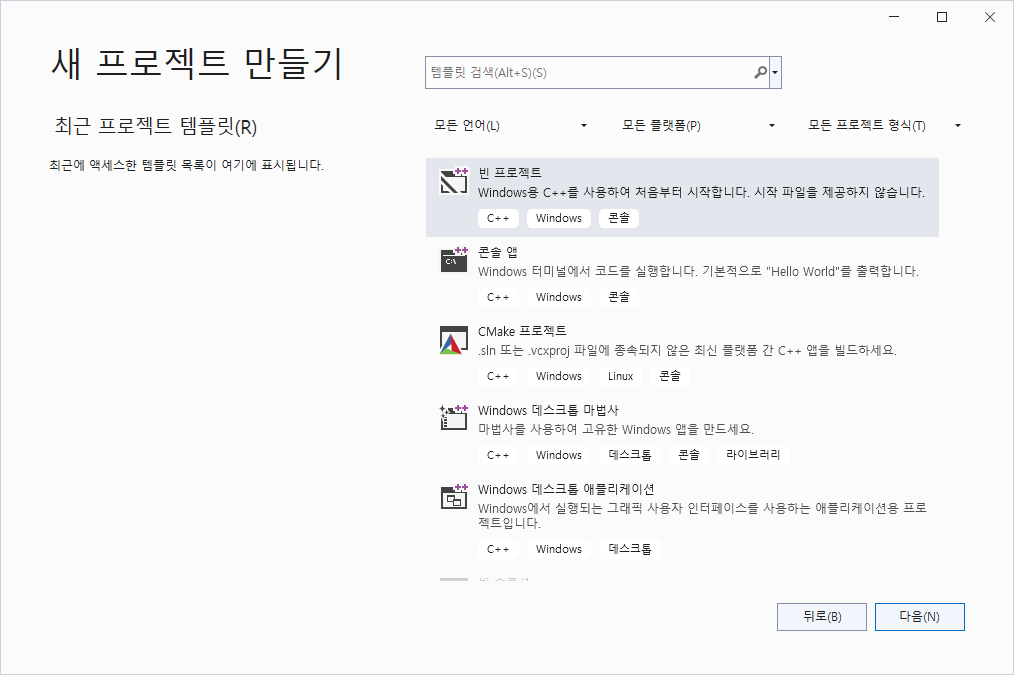 새 프로젝트 만들기
템플릿 검색(Alt+S)(S)
최근 프로젝트 템플릿(R)
모든 언어(L) 모든 플랫폼(P) 모든 프로젝트 형식(T)
최근에 액세스한 템플릿 목록이 여기에 표시됩니다.
빈 프로젝트
Windows용 C++를 사용하여 처음부터 시작합니다. 시작 파일을 제공하지 않습니다.
C++ Windows 콘솔
콘솔 앱
C:\
Windows 터미널에서 코드를 실행합니다. 기본적으로 "Hello World"를 출력합니다.
C++ Windows 콘솔
CMake 프로젝트
.sln 또는 .vcxproj 파일에 종속되지 않은 최신 플랫폼 간 C++ 앱을 빌드하세요.
C++ Windows Linux 콘솔
Windows 데스크톱 마법사
마법사를 사용하여 고유한 Windows 앱을 만드세요.
C++ Windows 데스크톱 콘솔 라이브러리
Windows 데스크톱 애플리케이션
Windows에서 실행되는 그래픽 사용자 인터페이스를 사용하는 애플리케이션용 프로
젝트입니다.
C++ Windows 데스크톱
뒤로(B) 다음(N)